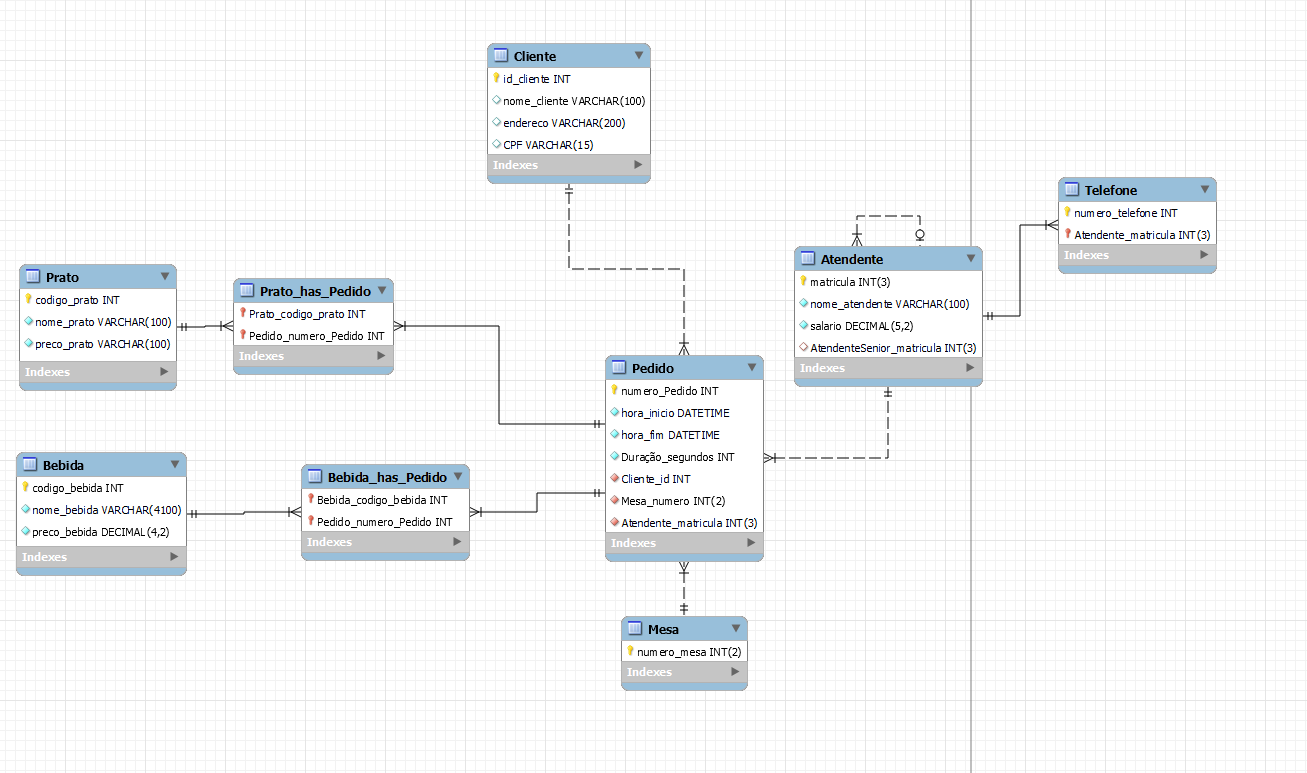 Cliente
id_cliente INT
nome_cliente VARCHAR(100)
endereco VARCHAR(200)
CPF VARCHAR(15)
Indexes
Telefone
numero_telefone INT
Atendente_matricula INT(3)
Indexes
Atendente
matricula INT(3)
nome_atendente VARCHAR(100)
salario DECIMAL(5,2)
AtendenteSenior_matricula INT(3)
Indexes
Prato
codigo_prato INT
nome_prato VARCHAR(100)
preco_prato VARCHAR(100)
Indexes
Prato_has_Pedido
Prato_codigo_prato INT
Pedido_numero_Pedido INT
Indexes
Pedido
numero_Pedido INT
hora_inicio DATETIME
hora_fim DATETIME
Duração_segundos INT
Cliente_id INT
Mesa_numero INT(2)
Atendente_matricula INT(3)
Indexes
Bebida
codigo_bebida INT
nome_bebida VARCHAR(4100)
preco_bebida DECIMAL(4,2)
Indexes
Bebida_has_Pedido
Bebida_codigo_bebida INT
Pedido_numero_Pedido INT
Indexes
Mesa
numero_mesa INT(2)
Indexes